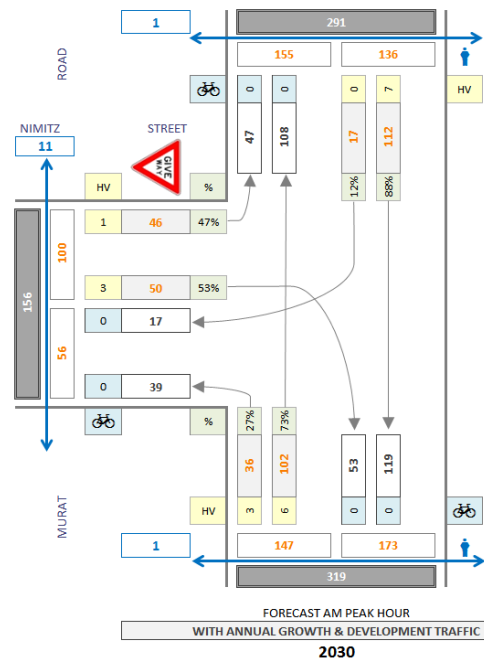 1 291
155 136
ROAD
0 0 0 7 HV
47 108 17 112
NIMITZ STREET
11
GIVE WAY
HV % 12% 88%
1 46 47%
100
3 50 53%
156
0 17
56
0 39
% 27% 73%
36 102 53 119
MURAT
HV 3 6 0 0
1 147 173
319
FORECAST AM PEAK HOUR
WITH ANNUAL GROWTH & DEVELOPMENT TRAFFIC
2030